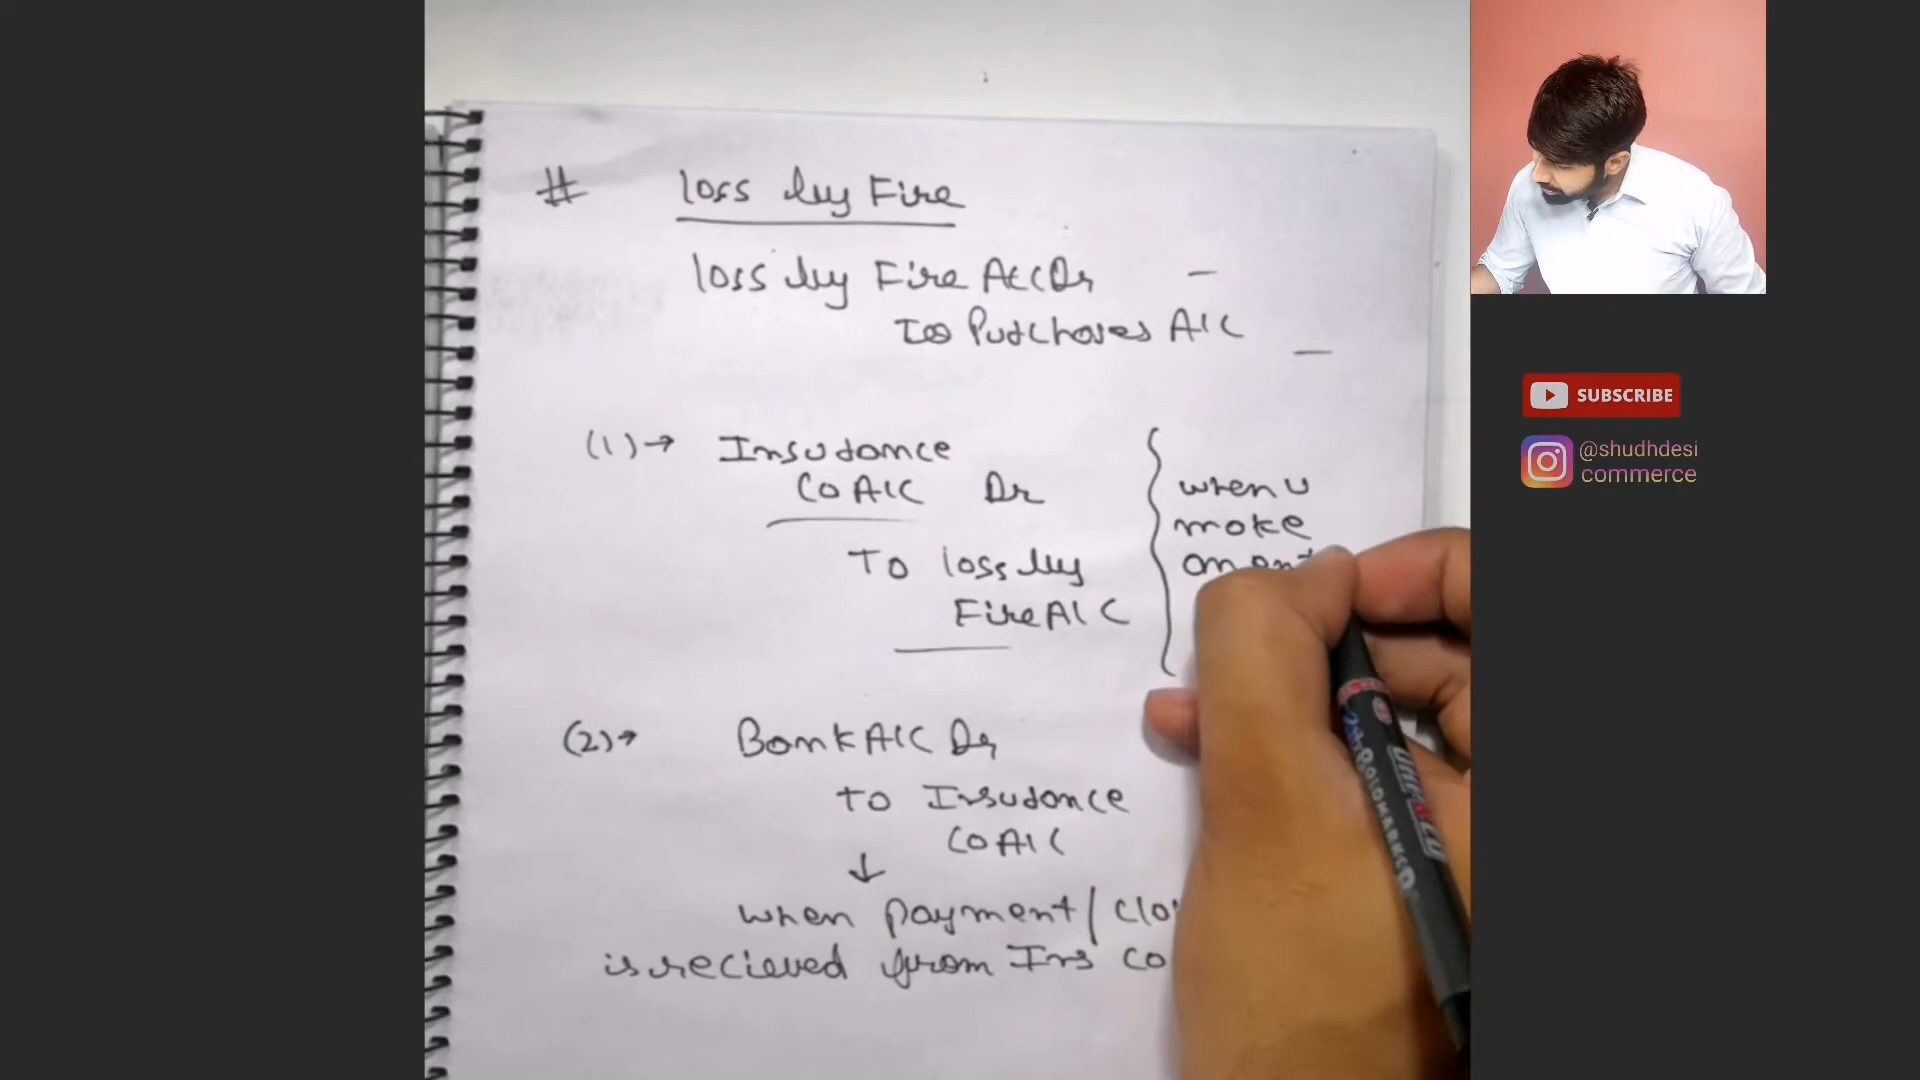 # Loss by Fire
loss by Fire A/C Dr -
To Purchases A/C -
(1)→ Insurance
Co A/C Dr
To loss by
Fire A/C
when u
make
an
(2)→ Bank A/C Dr
To Insurance
Co A/C
↓
when payment/
is recieved from Ins Co
SUBSCRIBE
@shudhdesi
commerce